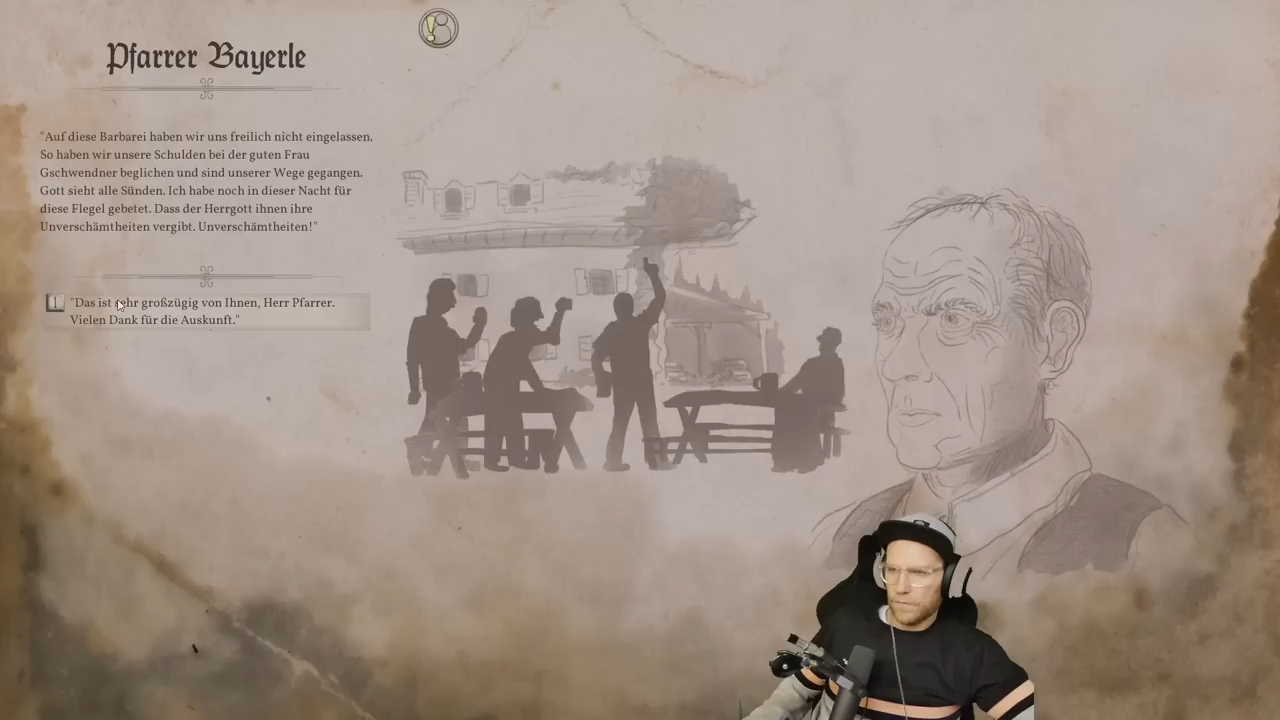 Pfarrer Bayerle
"Auf diese Barbarei haben wir uns freilich nicht eingelassen.
So haben wir unsere Schulden bei der guten Frau
Gschwendner beglichen und sind unserer Wege gegangen.
Gott sieht alle Sünden. Ich habe noch in dieser Nacht für
diese Flegel gebetet. Dass der Herrgott ihnen ihre
Unverschämtheiten vergibt. Unverschämtheiten!"
1 "Das ist sehr großzügig von Ihnen, Herr Pfarrer.
Vielen Dank für die Auskunft."